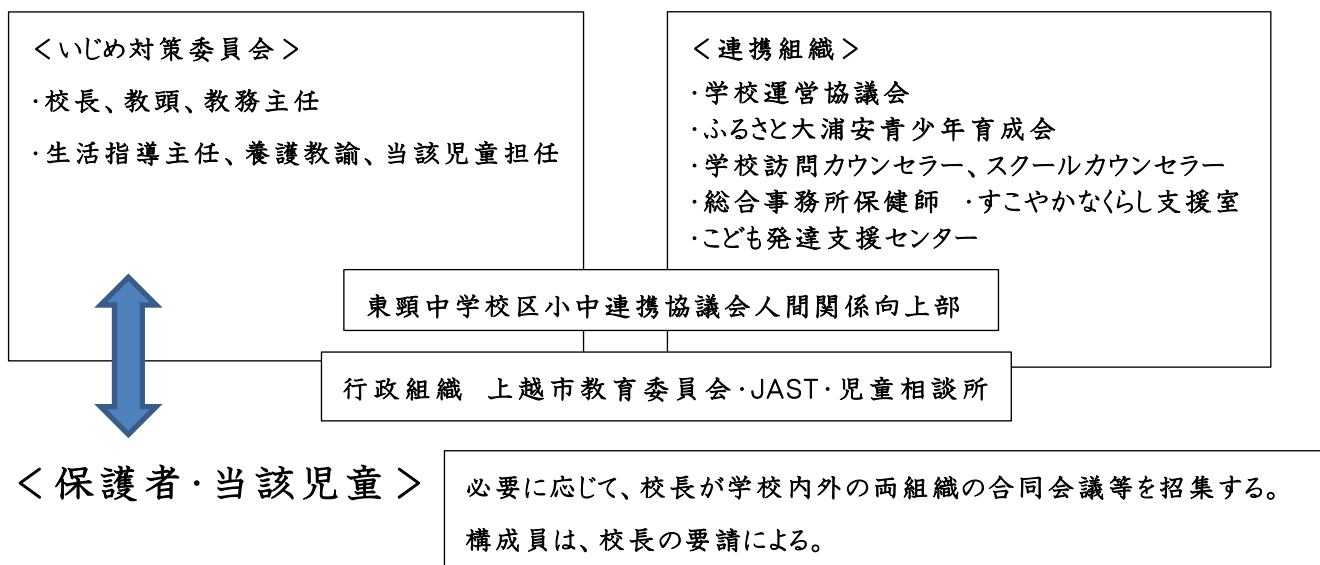 ＜いじめ対策委員会＞
・校長、教頭、教務主任
・生活指導主任、養護教諭、当該児童担任
＜連携組織＞
・学校運営協議会
・ふるさと大浦安青少年育成会
・学校訪問カウンセラー、スクールカウンセラー
・総合事務所保健師　・すこやかなくらし支援室
・こども発達支援センター
東頸中学校区小中連携協議会人間関係向上部
行政組織　上越市教育委員会・JAST・児童相談所
＜保護者・当該児童＞
必要に応じて、校長が学校内外の両組織の合同会議等を招集する。
構成員は、校長の要請による。